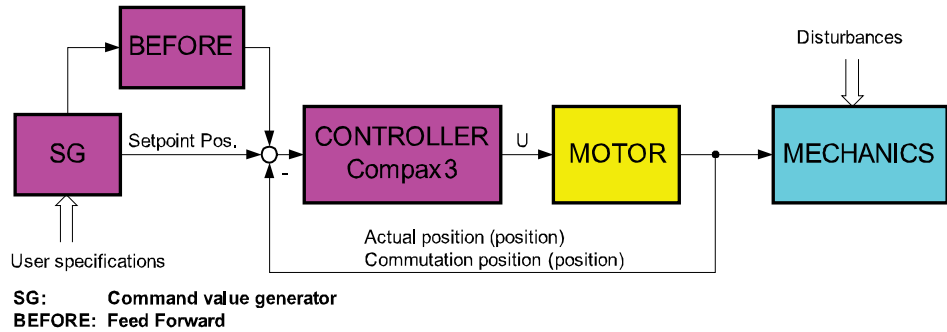 BEFORE
Disturbances
SG
Setpoint Pos.
-
CONTROLLER
Compax3
U
MOTOR
MECHANICS
Actual position (position)
Commutation position (position)
User specifications
SG: Command value generator
BEFORE: Feed Forward